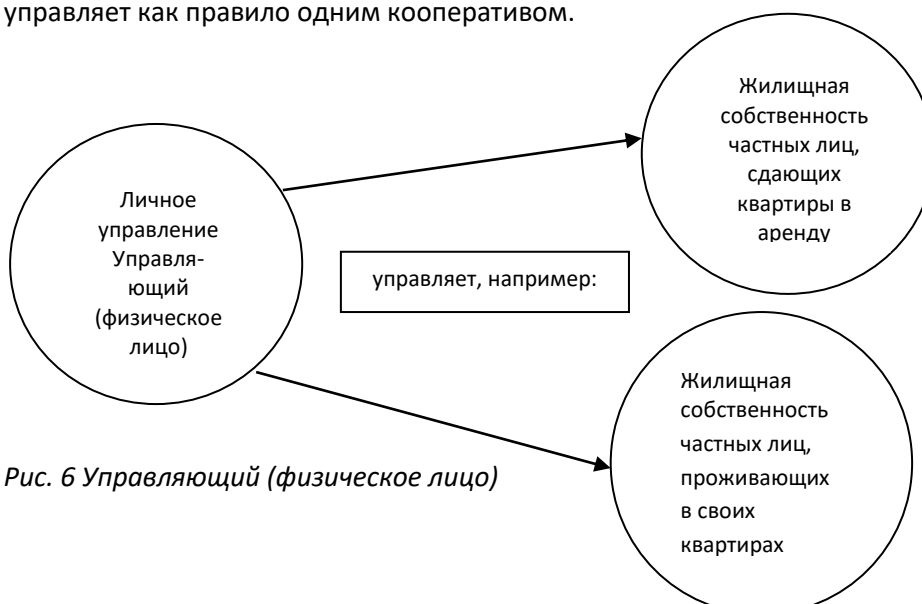 управляет как правило одним кооперативом.
Жилищная
собственность
частных лиц,
сдающих
квартиры в
аренду
Личное
управление
Управля-
ющий
(физическое
лицо)
управляет, например:
Жилищная
собственность
частных лиц,
проживающих
в своих
квартирах
Рис. 6 Управляющий (физическое лицо)